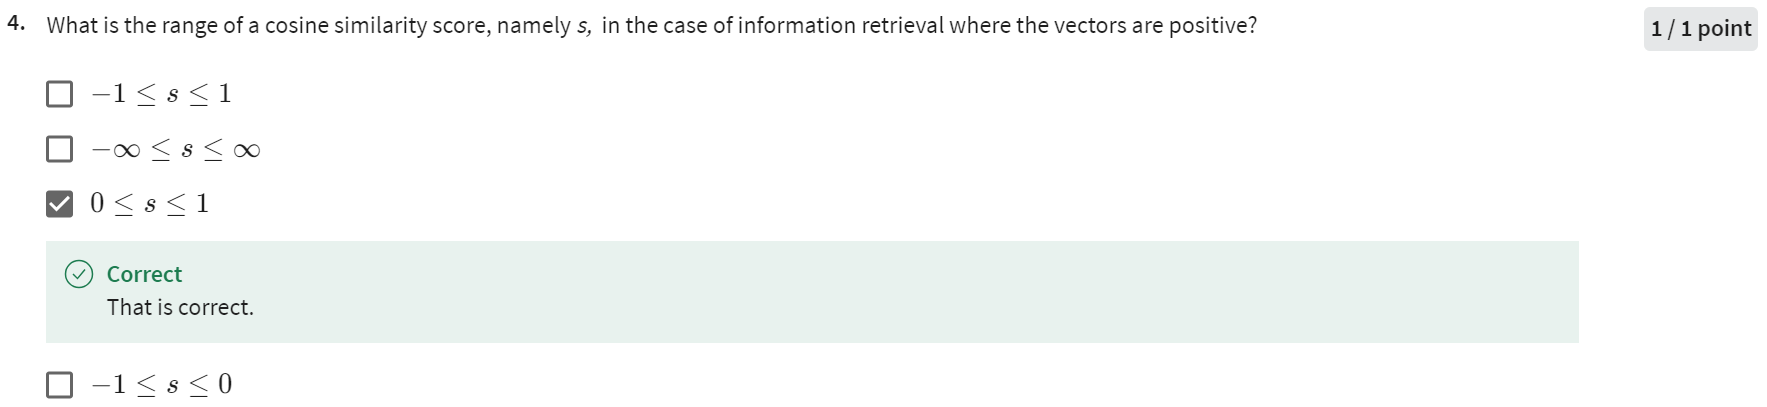 4. What is the range of a cosine similarity score, namely s, in the case of information retrieval where the vectors are positive?
1 / 1 point
−1 ≤ s ≤ 1
−∞ ≤ s ≤ ∞
0 ≤ s ≤ 1
Correct
That is correct.
−1 ≤ s ≤ 0